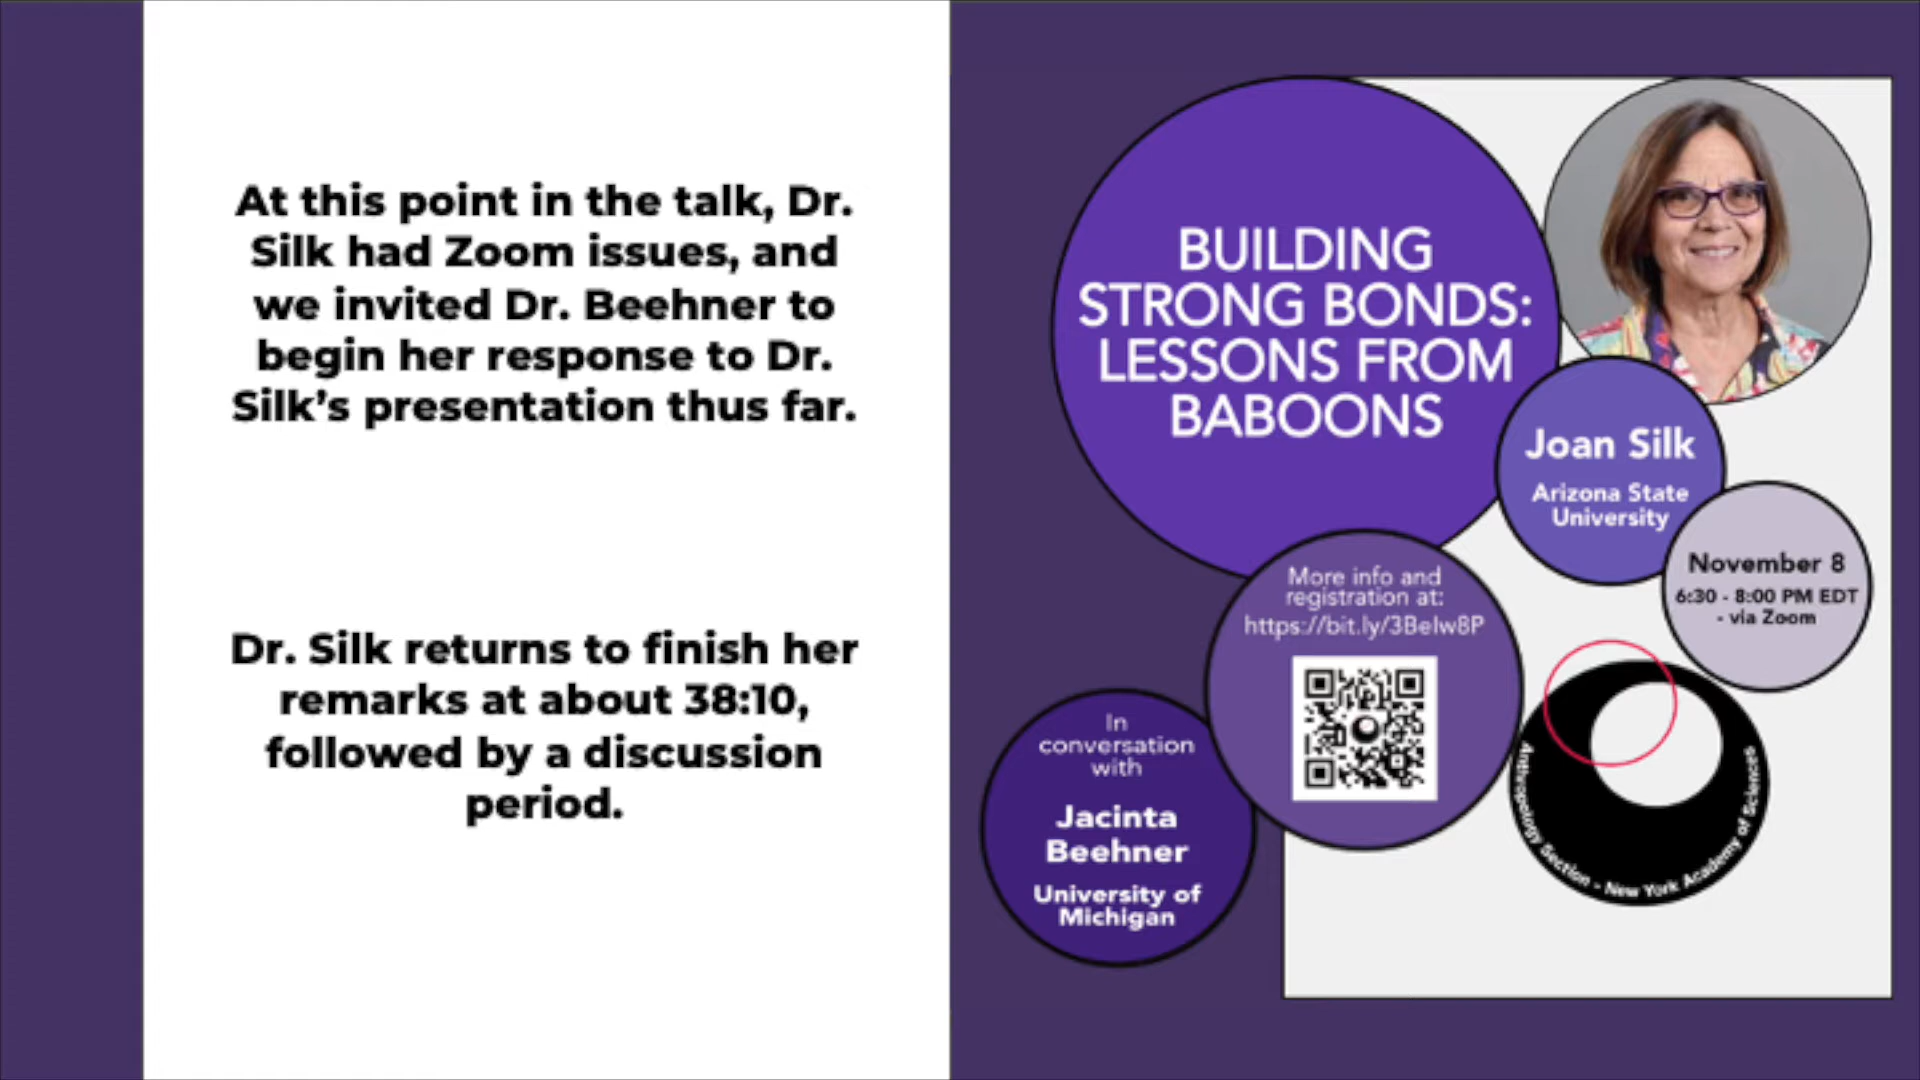 At this point in the talk, Dr.
Silk had Zoom issues, and
we invited Dr. Beehner to
begin her response to Dr.
Silk’s presentation thus far.
Dr. Silk returns to finish her
remarks at about 38:10,
followed by a discussion
period.
BUILDING
STRONG BONDS:
LESSONS FROM
BABOONS
Joan Silk
Arizona State
University
November 8
6:30 - 8:00 PM EDT
- via Zoom
More info and
registration at:
https://bit.ly/3BeIw8P
In
conversation
with
Jacinta
Beehner
University of
Michigan
Anthropology Section - New York Academy of Sciences